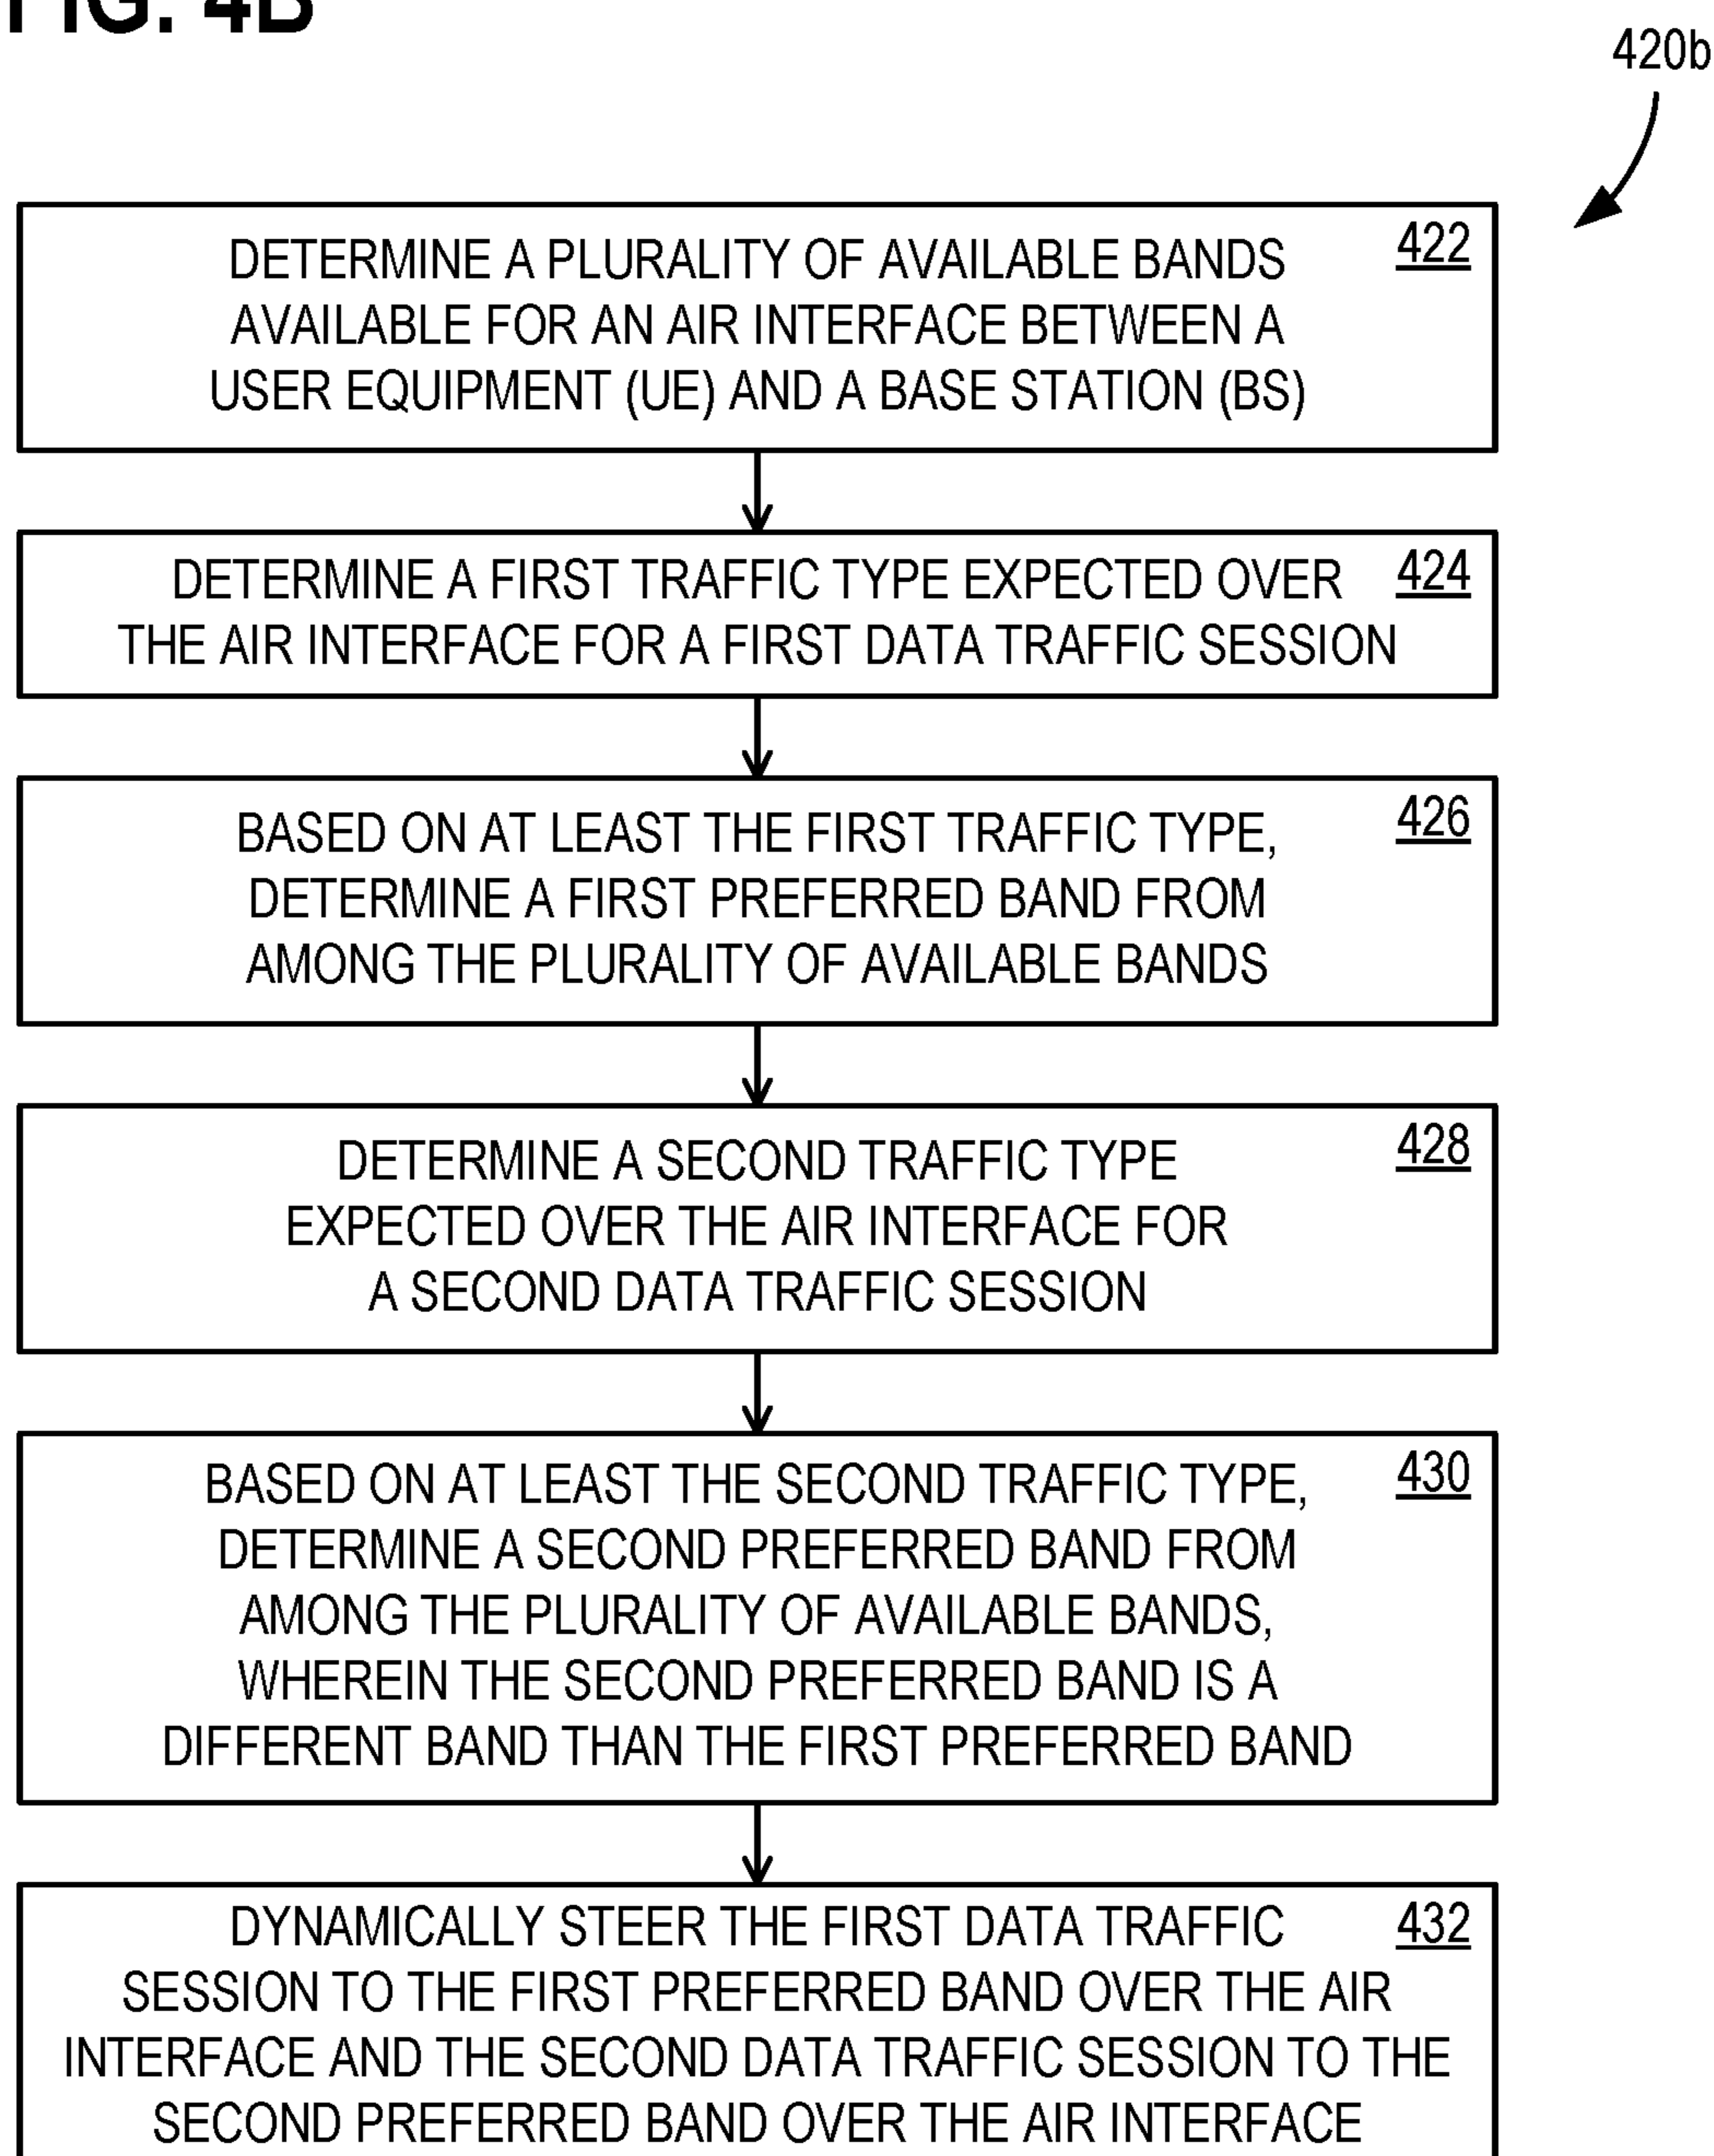 FIG. 4B
420b
DETERMINE A PLURALITY OF AVAILABLE BANDS 422
AVAILABLE FOR AN AIR INTERFACE BETWEEN A
USER EQUIPMENT (UE) AND A BASE STATION (BS)
DETERMINE A FIRST TRAFFIC TYPE EXPECTED OVER 424
THE AIR INTERFACE FOR A FIRST DATA TRAFFIC SESSION
BASED ON AT LEAST THE FIRST TRAFFIC TYPE, 426
DETERMINE A FIRST PREFERRED BAND FROM
AMONG THE PLURALITY OF AVAILABLE BANDS
DETERMINE A SECOND TRAFFIC TYPE 428
EXPECTED OVER THE AIR INTERFACE FOR
A SECOND DATA TRAFFIC SESSION
BASED ON AT LEAST THE SECOND TRAFFIC TYPE, 430
DETERMINE A SECOND PREFERRED BAND FROM
AMONG THE PLURALITY OF AVAILABLE BANDS,
WHEREIN THE SECOND PREFERRED BAND IS A
DIFFERENT BAND THAN THE FIRST PREFERRED BAND
DYNAMICALLY STEER THE FIRST DATA TRAFFIC 432
SESSION TO THE FIRST PREFERRED BAND OVER THE AIR
INTERFACE AND THE SECOND DATA TRAFFIC SESSION TO THE
SECOND PREFERRED BAND OVER THE AIR INTERFACE